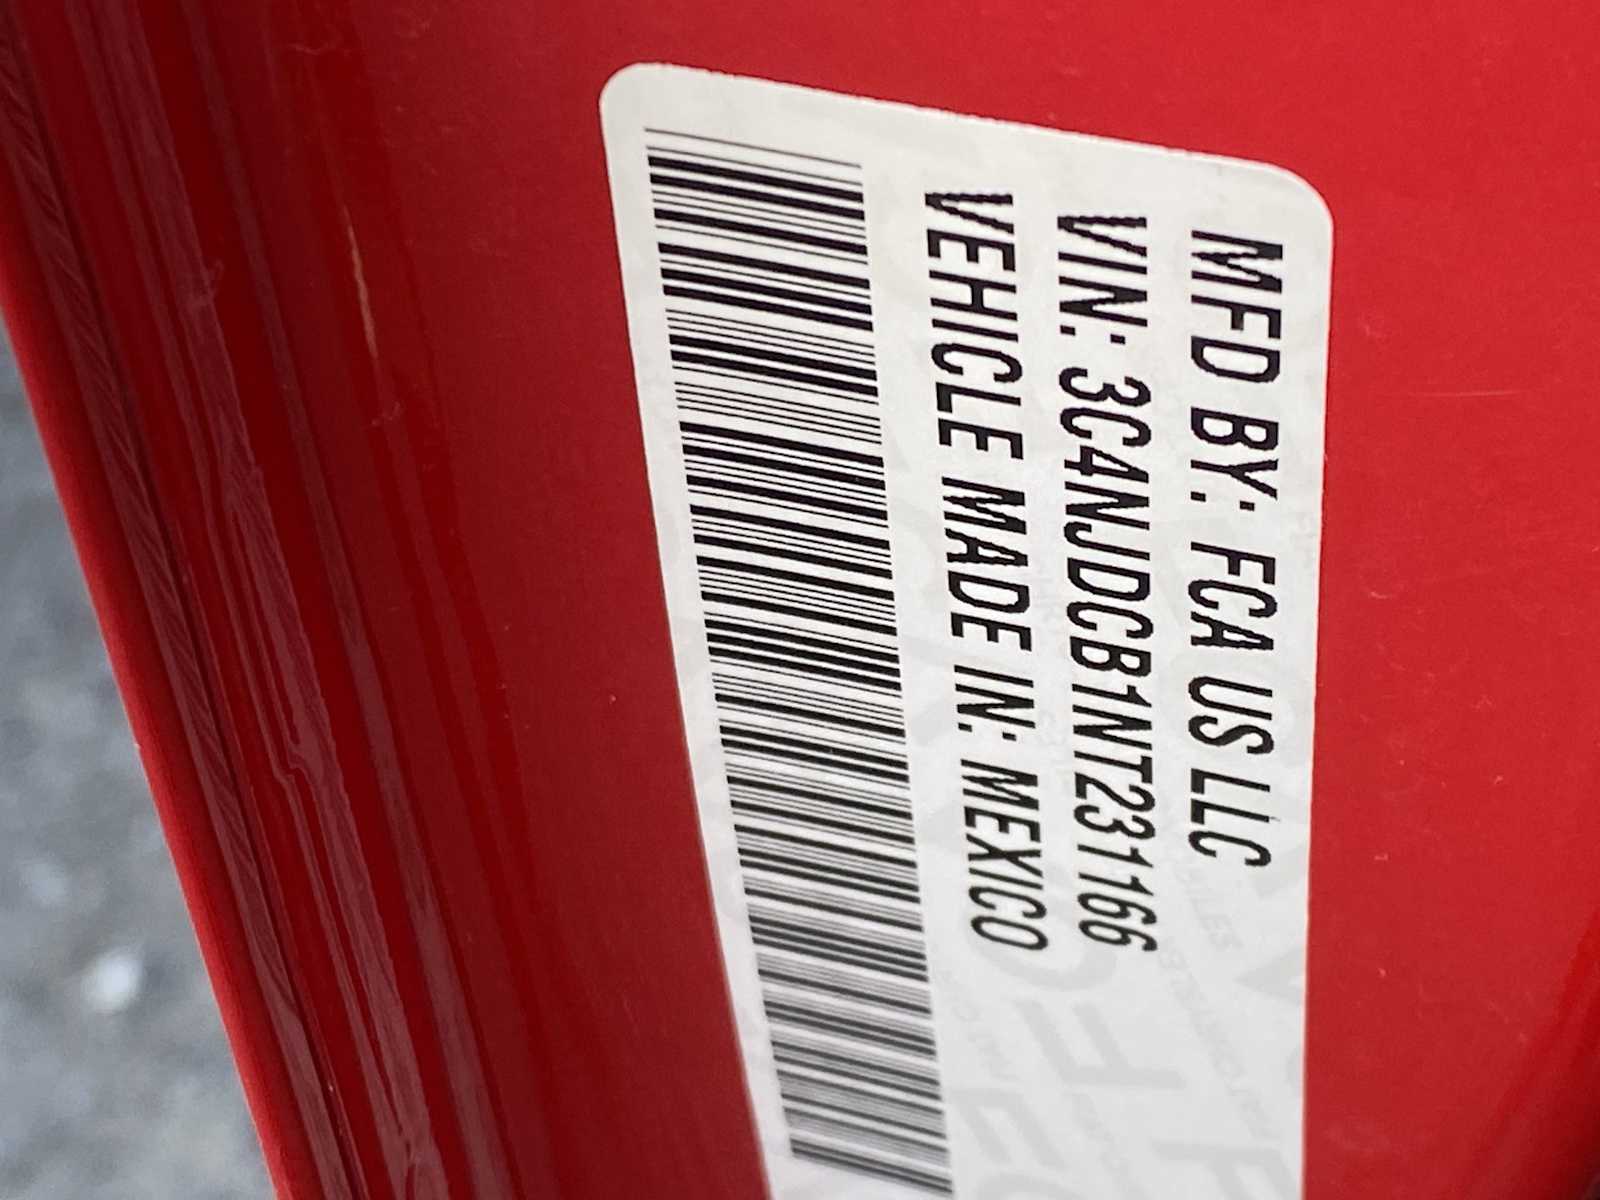 MFD BY: FCA US LLC
VIN: 3C4NJDCB1NT231166
VEHICLE MADE IN: MEXICO